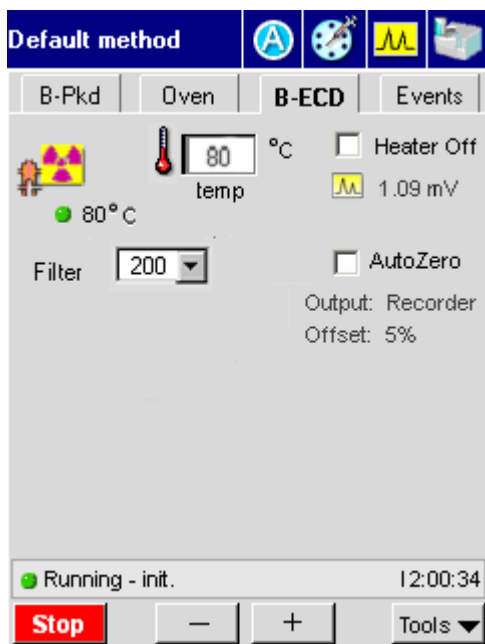 Default method
A
B-Pkd Oven B-ECD Events
80 °C Heater Off
temp 1.09 mV
80°C
Filter 200 AutoZero
Output: Recorder
Offset: 5%
Running - init. 12:00:34
Stop − + Tools